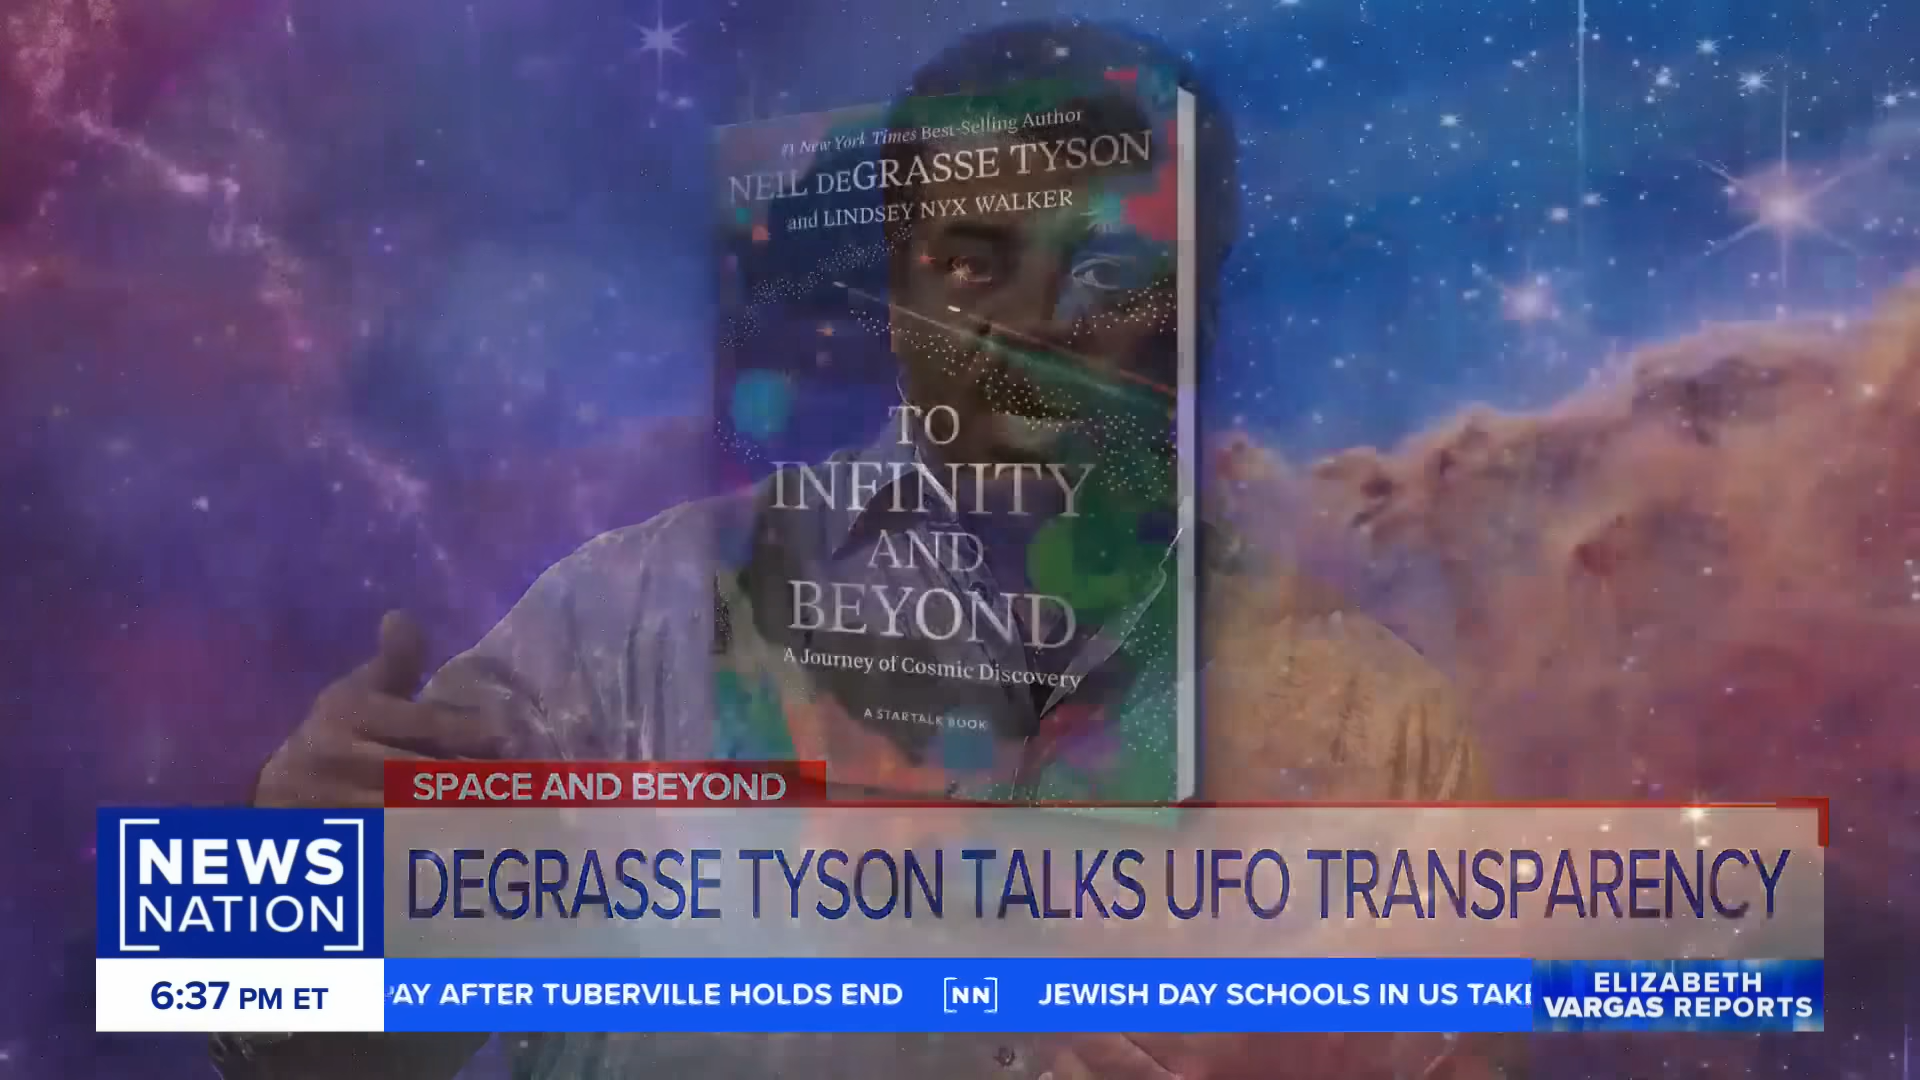 #1 New York Times Best-Selling Author
NEIL DEGRASSE TYSON
and LINDSEY NYX WALKER
TO
INFINITY
AND
BEYOND
A Journey of Cosmic Discovery
A STARTALK BOOK
SPACE AND BEYOND
NEWS
NATION
DEGRASSE TYSON TALKS UFO TRANSPARENCY
6:37 PM ET
AFTER TUBERVILLE HOLDS END
NN
JEWISH DAY SCHOOLS IN US
ELIZABETH
VARGAS REPORTS